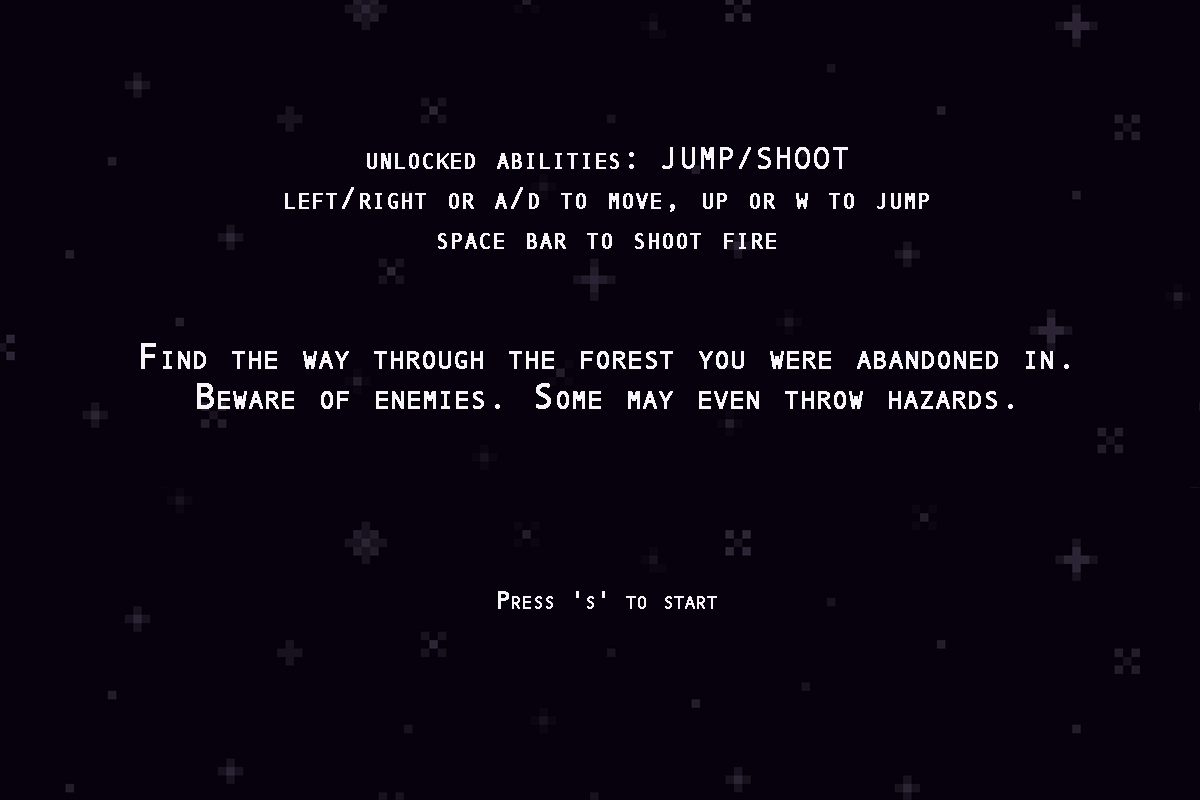 unlocked abilities: JUMP/SHOOT
left/right or a/d to move, up or w to jump
space bar to shoot fire
Find the way through the forest you were abandoned in.
Beware of enemies. Some may even throw hazards.
Press 's' to start